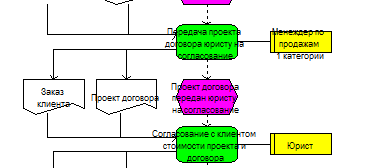 Передача проекта
договора юристу на
согласование
Менеждер по
продажам
1 категории
Заказ
клиента
Проект договора
Проект договора
передан юристу
на согласование
Согласование с клиентом
стоимости проекта и
договора
Юрист